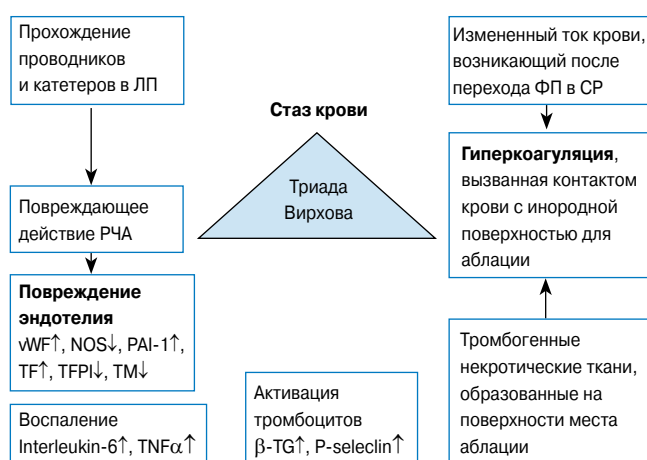 Прохождение
проводников
и катетеров в ЛП
Повреждающее
действие РЧА
Повреждение
эндотелия
vWF↑, NOS↓, PAI-1↑,
TF↑, TFPI↓, TM↓
Воспаление
Interleukin-6↑, TNFα↑
Стаз крови
Триада
Вирхова
Активация
тромбоцитов
β-TG↑, P-seleclin↑
Измененный ток крови,
возникающий после
перехода ФП в СР
Гиперкоагуляция,
вызванная контактом
крови с инородной
поверхностью для
аблации
Тромбогенные
некротические ткани,
образованные на
поверхности места
аблации